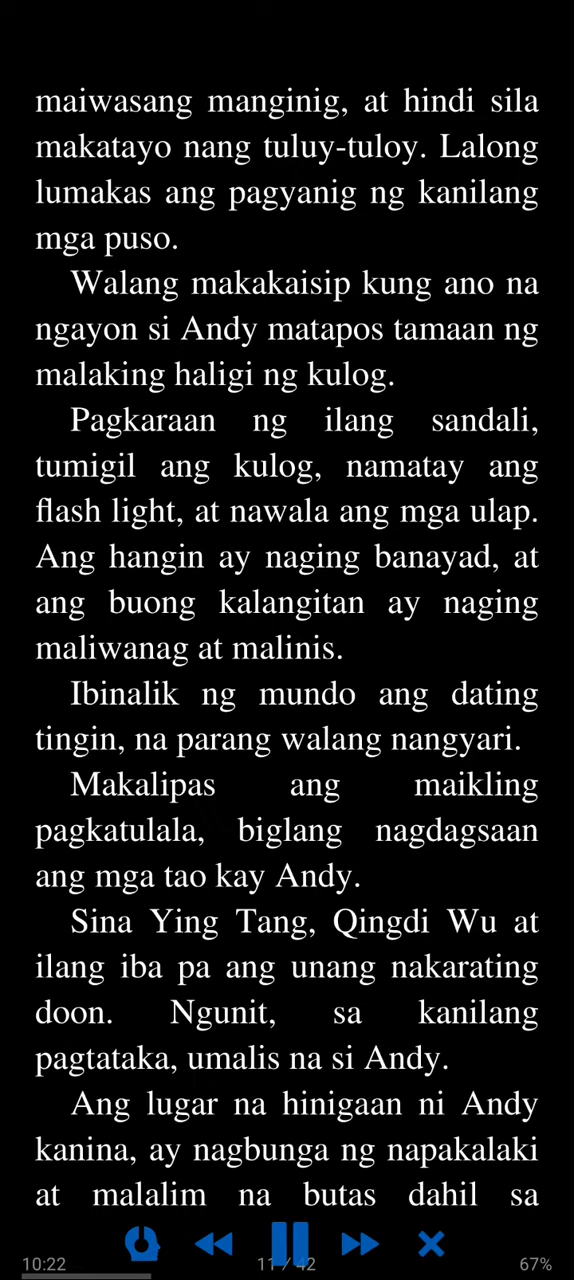 maiwasang manginig, at hindi sila
makatayo nang tuluy-tuloy. Lalong
lumakas ang pagyanig ng kanilang
mga puso.
Walang makakaisip kung ano na
ngayon si Andy matapos tamaan ng
malaking haligi ng kulog.
Pagkaraan ng ilang sandali,
tumigil ang kulog, namatay ang
flash light, at nawala ang mga ulap.
Ang hangin ay naging banayad, at
ang buong kalangitan ay naging
maliwanag at malinis.
Ibinalik ng mundo ang dating
tingin, na parang walang nangyari.
Makalipas ang maikling
pagkatulala, biglang nagdagsaan
ang mga tao kay Andy.
Sina Ying Tang, Qingdi Wu at
ilang iba pa ang unang nakarating
doon. Ngunit, sa kanilang
pagtataka, umalis na si Andy.
Ang lugar na hinigaan ni Andy
kanina, ay nagbunga ng napakalaki
at malalim na butas dahil sa
10:22 11 / 42 67%